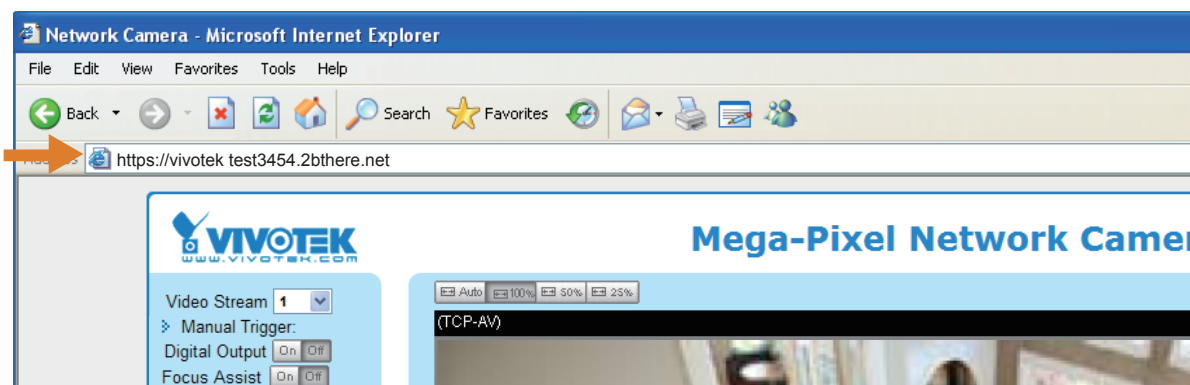 Network Camera - Microsoft Internet Explorer
File Edit View Favorites Tools Help
Back Search Favorites
https://vivotek test3454.2bthere.net
VIVOTEK
www.vivotek.com
Mega-Pixel Network Camer
Auto 100% 50% 25%
Video Stream 1
(TCP-AV)
Manual Trigger:
Digital Output On Off
Focus Assist On Off